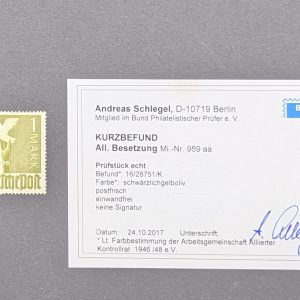 1
MARK
Andreas Schlegel, D-10719 Berlin
Mitglied im Bund Philatelistischer Prüfer e. V.
KURZBEFUND
All. Besetzung Mi.-Nr. 959 aa
Prüfstück echt
Befund*: 16/28751/K
Farbe*: schwärzlichgelboliv
postfrisch
einwandfrei
keine Signatur
Datum: 24.10.2017 Unterschrift:
* Lt. Farbbestimmung der Arbeitsgemeinschaft Alliierter
Kontrollrat 1946 /48 e.V.